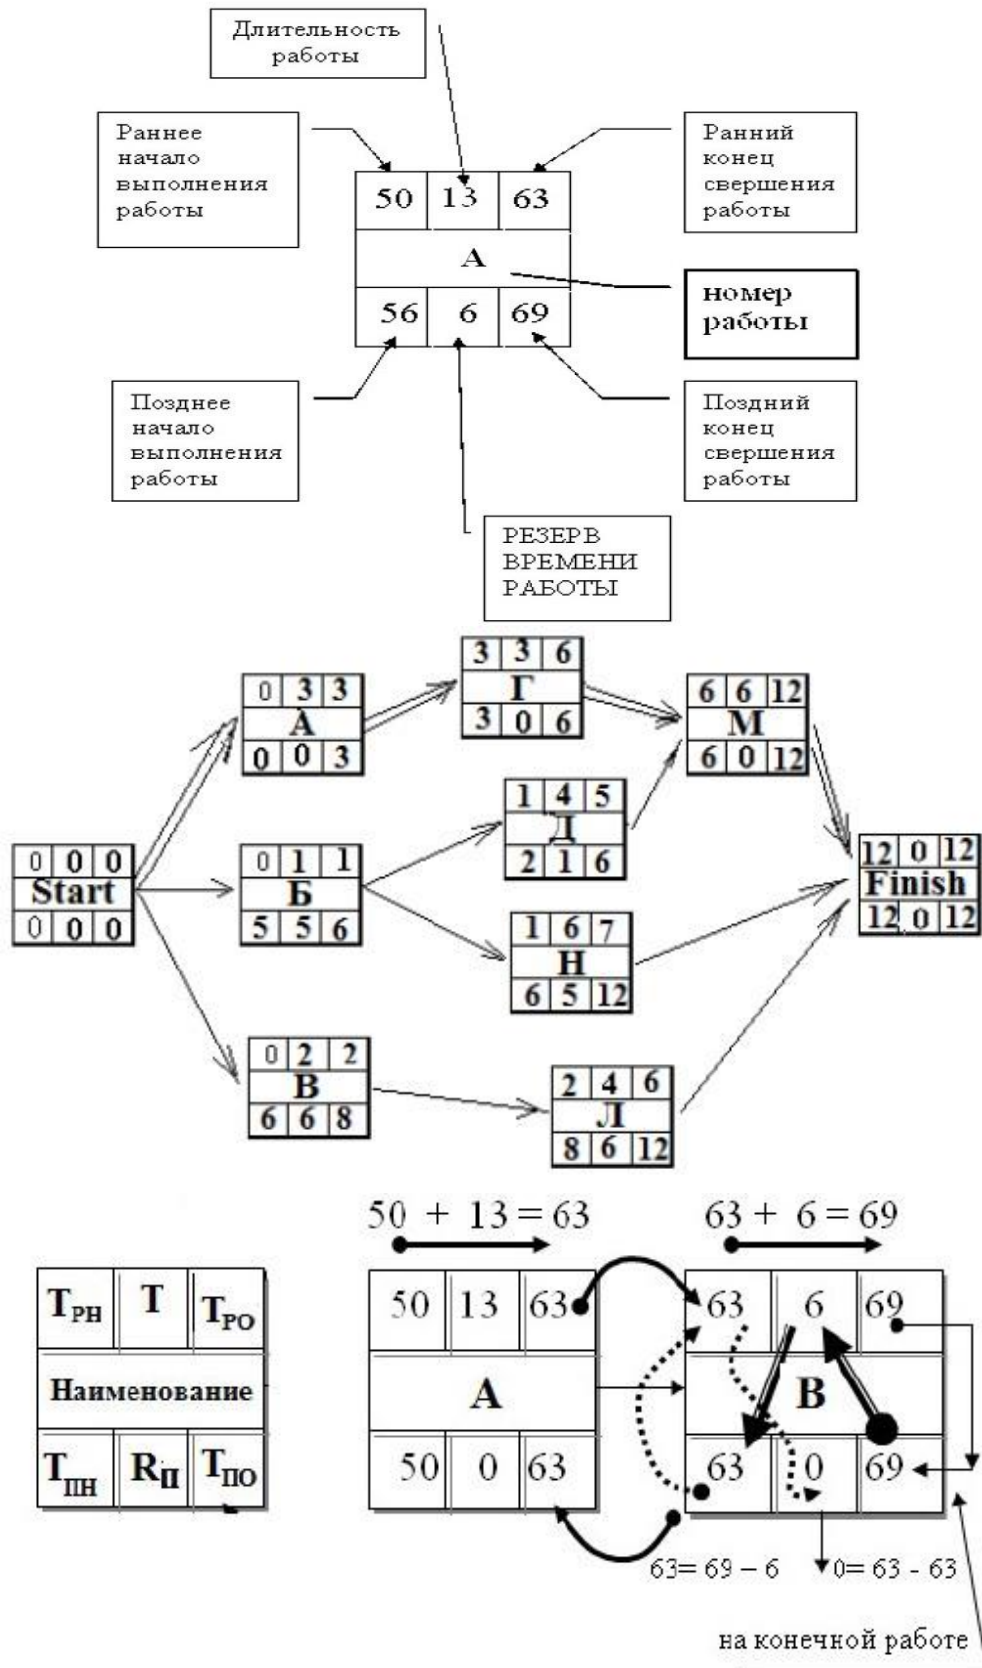 Длительность
работы
Раннее
начало
выполнения
работы
Ранний
конец
свершения
работы
50 13 63
А
56 6 69
номер
работы
Позднее
начало
выполнения
работы
Поздний
конец
свершения
работы
РЕЗЕРВ
ВРЕМЕНИ
РАБОТЫ
0 0 0
Start
0 0 0
0 3 3
А
0 0 3
3 3 6
Г
3 0 6
6 6 12
М
6 0 12
0 1 1
Б
5 5 6
1 4 5
Д
2 1 6
1 6 7
Н
6 5 12
12 0 12
Finish
12 0 12
0 2 2
В
6 6 8
2 4 6
Л
8 6 12
50 + 13 = 63
63 + 6 = 69
Tрн T Tро
Наименование
Tпн Rп Tпо
50 13 63
А
50 0 63
63 6 69
В
63 0 69
63= 69 – 6
0= 63 - 63
на конечной работе